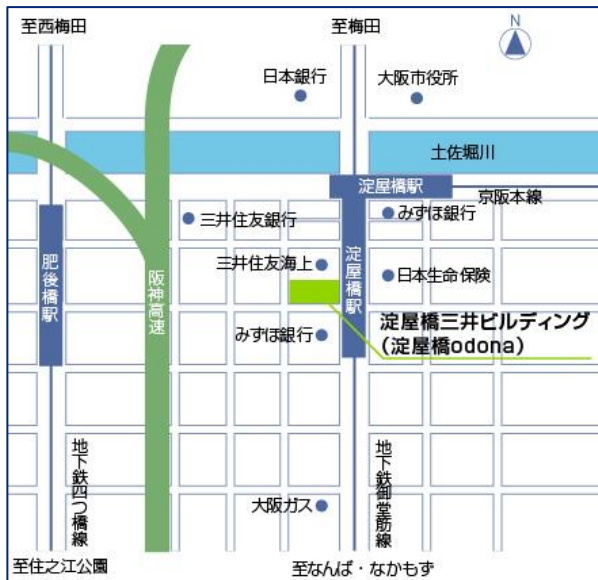 至西梅田
至梅田
N
日本銀行
大阪市役所
土佐堀川
淀屋橋駅
京阪本線
三井住友銀行
みずほ銀行
肥後橋駅
阪神高速
三井住友海上
淀屋橋駅
日本生命保険
淀屋橋三井ビルディング
(淀屋橋odona)
みずほ銀行
地下鉄四つ橋線
地下鉄御堂筋線
大阪ガス
至住之江公園
至なんば・なかもず